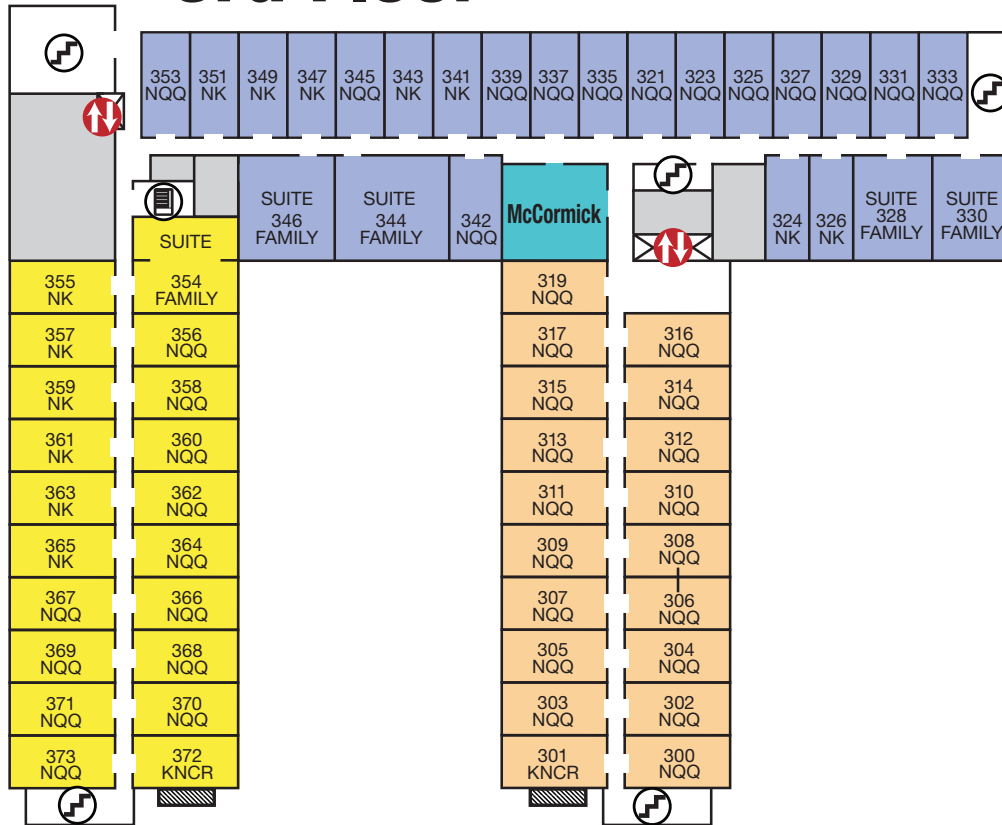 3rd Floor
353
NQQ
351
NK
349
NK
347
NK
345
NQQ
343
NK
341
NK
339
NQQ
337
NQQ
335
NQQ
321
NQQ
323
NQQ
325
NQQ
327
NQQ
329
NQQ
331
NQQ
333
NQQ
SUITE
346
FAMILY
SUITE
344
FAMILY
342
NQQ
McCormick
324
NK
326
NK
SUITE
328
FAMILY
SUITE
330
FAMILY
SUITE
354
FAMILY
355
NK
357
NK
359
NK
361
NK
363
NK
365
NK
367
NQQ
369
NQQ
371
NQQ
373
NQQ
356
NQQ
358
NQQ
360
NQQ
362
NQQ
364
NQQ
366
NQQ
368
NQQ
370
NQQ
372
KNCR
319
NQQ
317
NQQ
315
NQQ
313
NQQ
311
NQQ
309
NQQ
307
NQQ
305
NQQ
303
NQQ
301
KNCR
316
NQQ
314
NQQ
312
NQQ
310
NQQ
308
NQQ
306
NQQ
304
NQQ
302
NQQ
300
NQQ